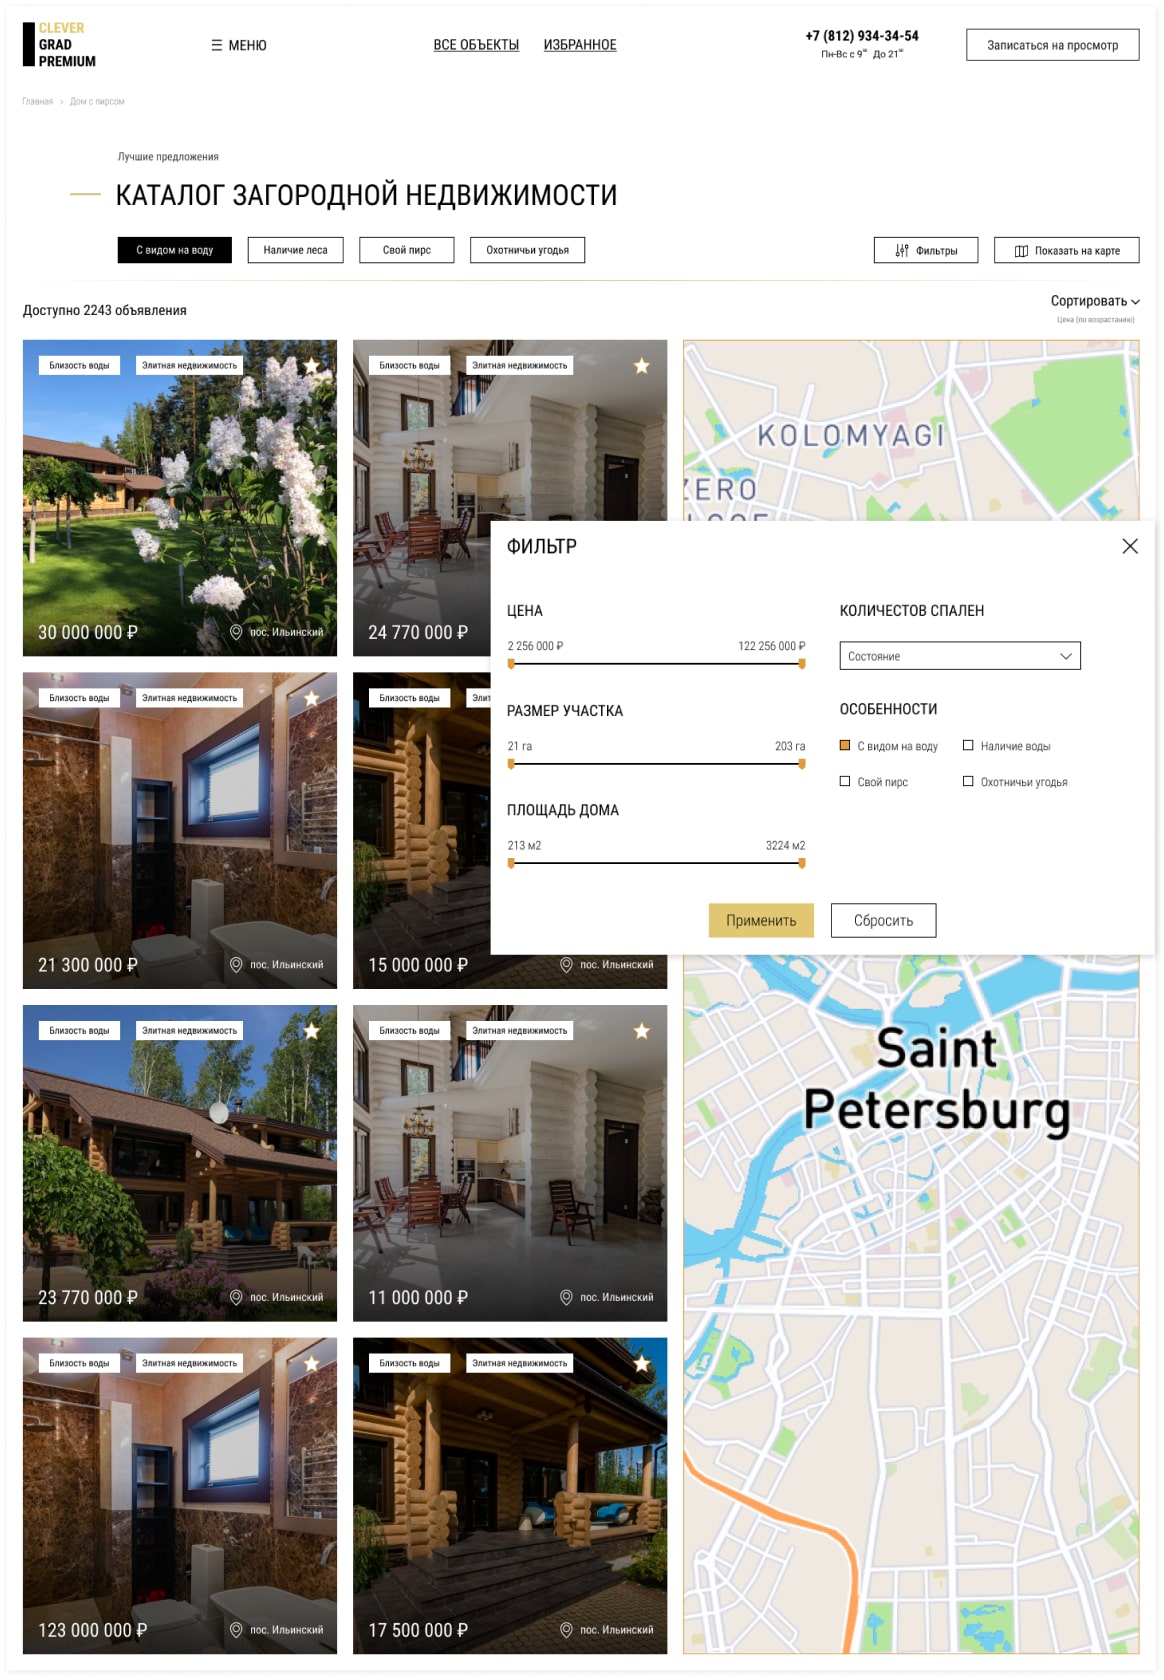 CLEVER
GRAD
PREMIUM
МЕНЮ
ВСЕ ОБЪЕКТЫ
ИЗБРАННОЕ
+7 (812) 934-34-54
Пн-Вс с 9⁰⁰ До 21⁰⁰
Записаться на просмотр
Главная > Дом с пирсом
Лучшие предложения
КАТАЛОГ ЗАГОРОДНОЙ НЕДВИЖИМОСТИ
С видом на воду
Наличие леса
Свой пирс
Охотничьи угодья
Фильтры
Показать на карте
Доступно 2243 объявления
Сортировать
Цена (по возрастанию)
Близость воды
Элитная недвижимость
30 000 000 ₽
пос. Ильинский
Близость воды
Элитная недвижимость
24 770 000 ₽
KOLOMYAGI
ZERO
ФИЛЬТР
ЦЕНА
2 256 000 ₽
122 256 000 ₽
РАЗМЕР УЧАСТКА
21 га
203 га
ПЛОЩАДЬ ДОМА
213 м2
3224 м2
КОЛИЧЕСТОВ СПАЛЕН
Состояние
ОСОБЕННОСТИ
С видом на воду
Наличие воды
Свой пирс
Охотничьи угодья
Применить
Сбросить
Близость воды
Элитная недвижимость
21 300 000 ₽
пос. Ильинский
Близость воды
Элит
15 000 000 ₽
пос. Ильинский
Saint
Petersburg
Близость воды
Элитная недвижимость
23 770 000 ₽
пос. Ильинский
Близость воды
Элитная недвижимость
11 000 000 ₽
пос. Ильинский
Близость воды
Элитная недвижимость
123 000 000 ₽
пос. Ильинский
Близость воды
Элитная недвижимость
17 500 000 ₽
пос. Ильинский